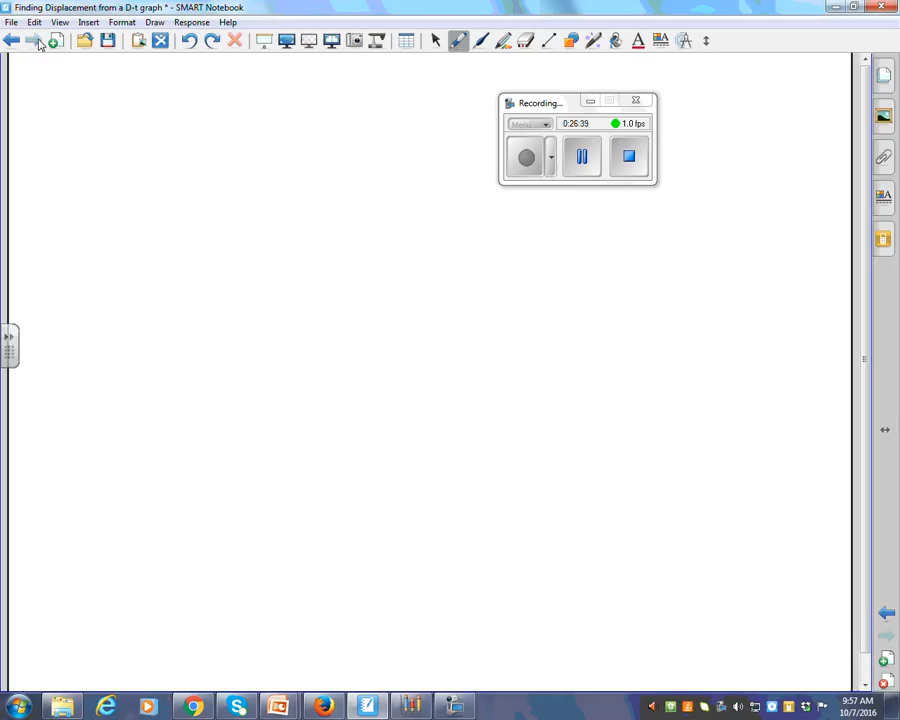 Finding Displacement from a D-t graph * - SMART Notebook
File Edit View Insert Format Draw Response Help
Recording...
Menu 0:26:39 1.0 fps
9:57 AM
10/7/2016